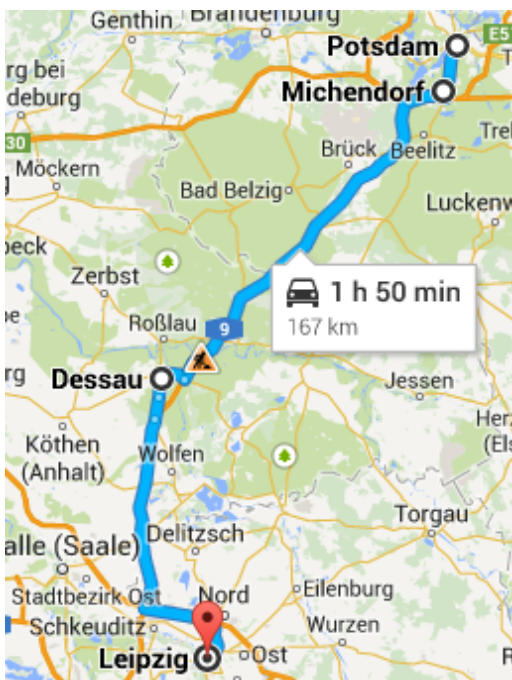 Genthin
Brandenburg
Potsdam
E51
rg bei
deburg
Michendorf
30
Brück
Beelitz
Möckern
Bad Belzig
Luckenw
beck
Zerbst
1 h 50 min
167 km
Roßlau
9
rg
Dessau
Jessen
Köthen
(Anhalt)
Wolfen
Herz
(Els
Torgau
alle (Saale)
Delitzsch
Stadtbezirk Ost
Nord
Eilenburg
Schkeuditz
Wurzen
Leipzig
Ost